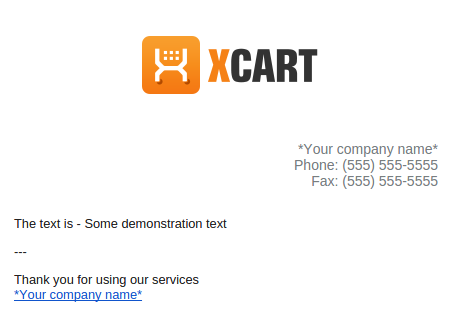 XCART
*Your company name*
Phone: (555) 555-5555
Fax: (555) 555-5555
The text is - Some demonstration text
---
Thank you for using our services
*Your company name*